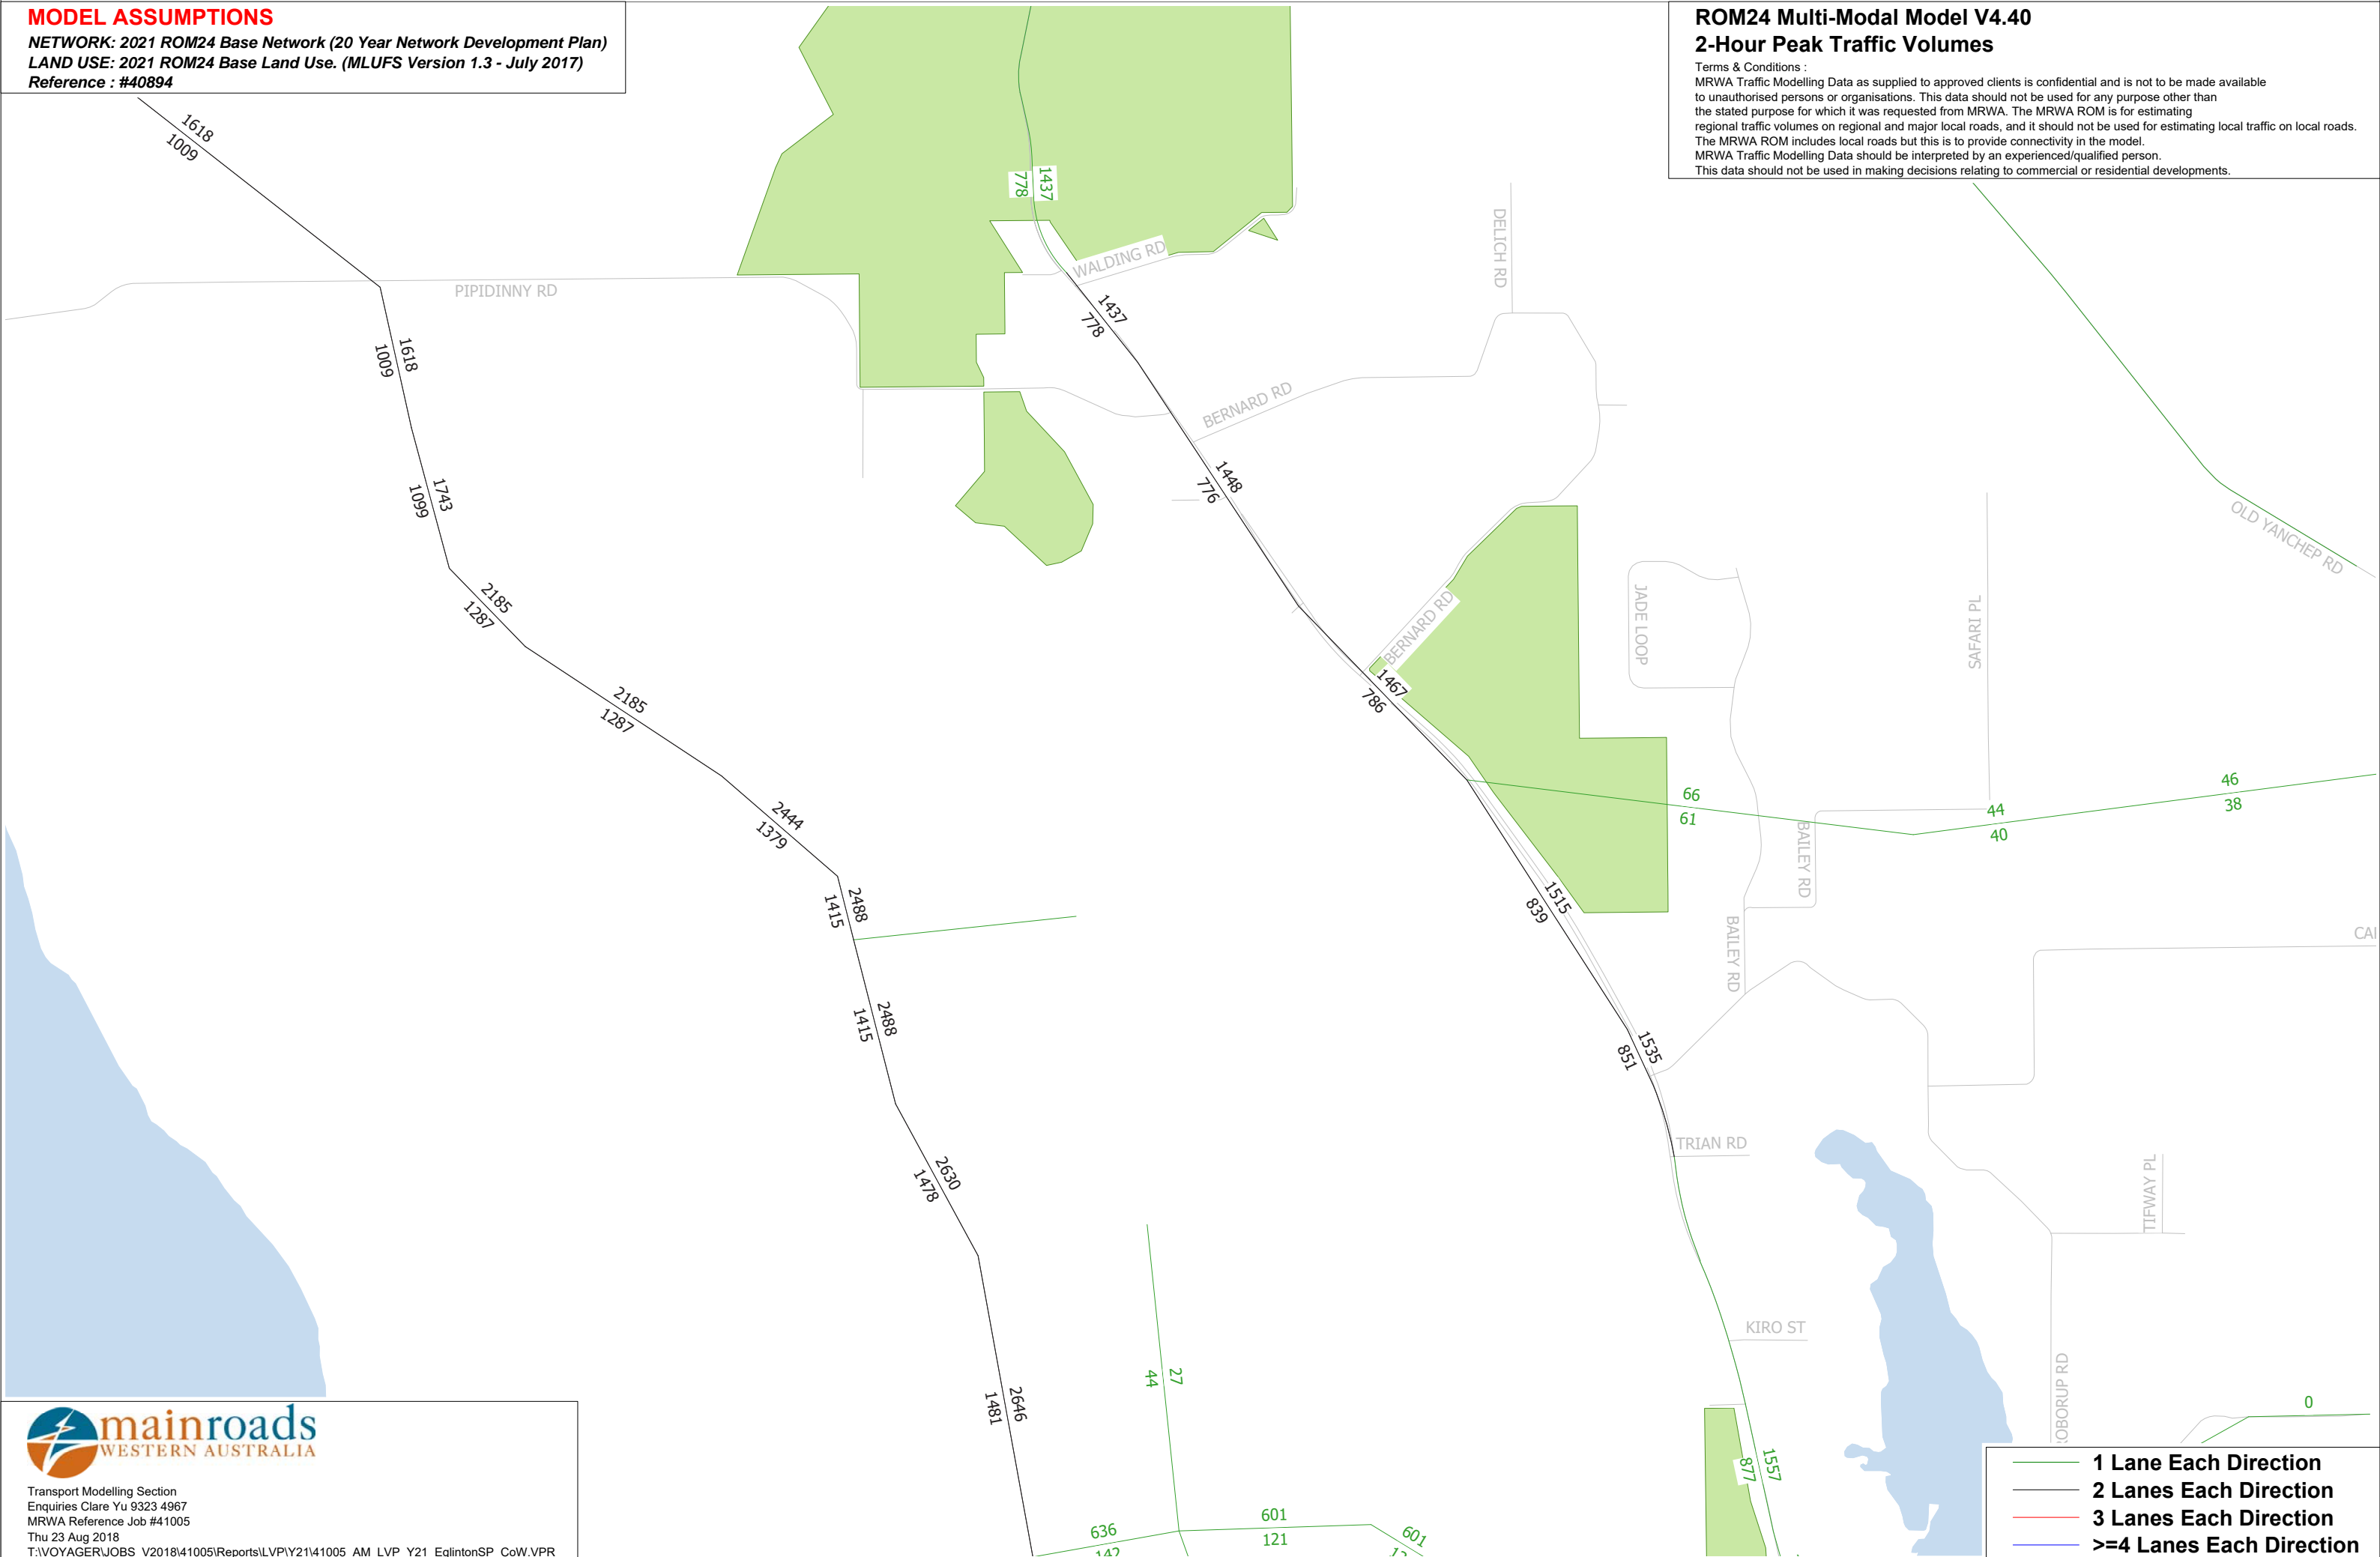 MODEL ASSUMPTIONS
NETWORK: 2021 ROM24 Base Network (20 Year Network Development Plan)
LAND USE: 2021 ROM24 Base Land Use. (MLUFS Version 1.3 - July 2017)
Reference : #40894
ROM24 Multi-Modal Model V4.40
2-Hour Peak Traffic Volumes
Terms & Conditions :
MRWA Traffic Modelling Data as supplied to approved clients is confidential and is not to be made available
to unauthorised persons or organisations. This data should not be used for any purpose other than
the stated purpose for which it was requested from MRWA. The MRWA ROM is for estimating
regional traffic volumes on regional and major local roads, and it should not be used for estimating local traffic on local roads.
The MRWA ROM includes local roads but this is to provide connectivity in the model.
MRWA Traffic Modelling Data should be interpreted by an experienced/qualified person.
This data should not be used in making decisions relating to commercial or residential developments.
1618
1009
1437
778
WALDING RD
DELICH RD
PIPIDINNY RD
1437
778
1618
1009
BERNARD RD
1448
776
1743
1099
OLD YANCHEP RD
2185
1287
BERNARD RD
JADE LOOP
SAFARI PL
1467
786
2185
1287
66
61
44
40
46
38
2444
1379
BAILEY RD
2488
1415
1515
839
BAILEY RD
CAI
2488
1415
1535
851
TRIAN RD
2630
1478
TIFWAY PL
KIRO ST
27
44
2646
1481
OBORUP RD
0
1557
877
636
142
601
121
601
mainroads
WESTERN AUSTRALIA
Transport Modelling Section
Enquiries Clare Yu 9323 4967
MRWA Reference Job #41005
Thu 23 Aug 2018
T:\VOYAGER\JOBS_V2018\41005\Reports\LVP\Y21\41005_AM_LVP_Y21_EglintonSP_CoW.VPR
1 Lane Each Direction
2 Lanes Each Direction
3 Lanes Each Direction
>=4 Lanes Each Direction